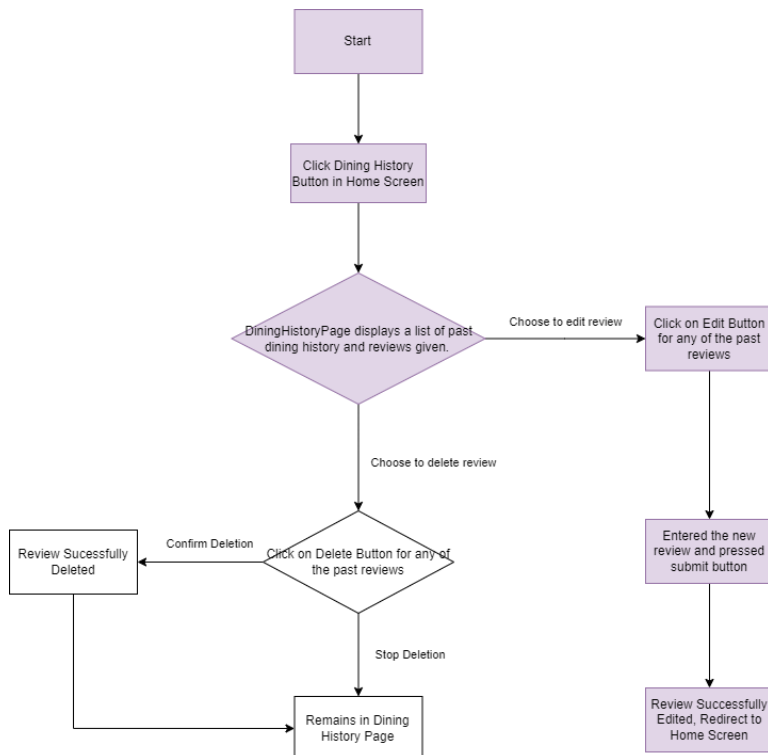 Start
Click Dining History
Button in Home Screen
DiningHistoryPage displays a list of past
dining history and reviews given.
Choose to edit review
Click on Edit Button
for any of the past
reviews
Choose to delete review
Click on Delete Button for any of
the past reviews
Confirm Deletion
Review Sucessfully
Deleted
Entered the new
review and pressed
submit button
Stop Deletion
Remains in Dining
History Page
Review Successfully
Edited, Redirect to
Home Screen